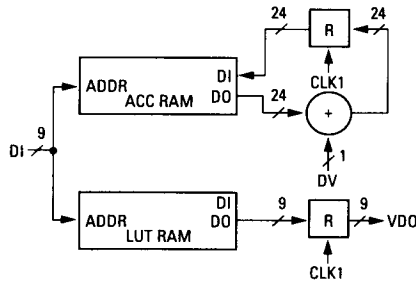 24 R 24
DI
ADDR
ACC RAM
DO
CLK1
24 24 +
9
DI
1
DV
DI
ADDR
DO
LUT RAM
9 R 9 VDO
CLK1